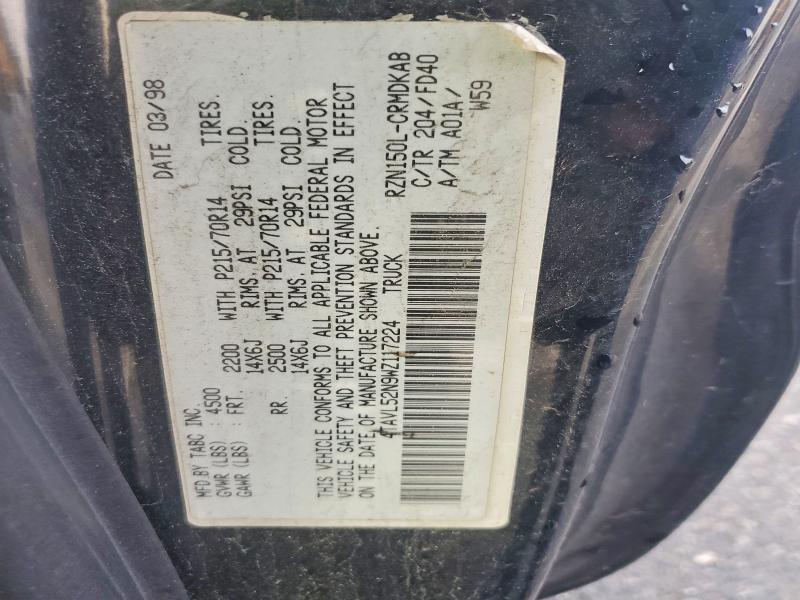 MFD.BY TABC INC. DATE 03/98
GVWR (LBS) : 4500
GAWR (LBS) : FRT. 2200 WITH P215/70R14 TIRES.
14X6J RIMS. AT 29PSI COLD.
RR. 2500 WITH P215/70R14 TIRES.
14X6J RIMS. AT 29PSI COLD.
THIS VEHICLE CONFORMS TO ALL APPLICABLE FEDERAL MOTOR
VEHICLE SAFETY AND THEFT PREVENTION STANDARDS IN EFFECT
ON THE DATE OF MANUFACTURE SHOWN ABOVE.
4TAVL52N9WZ117224 TRUCK
RZN150L-CRMDKAB
C/TR 204/FD40
A/TM A01A/
W59